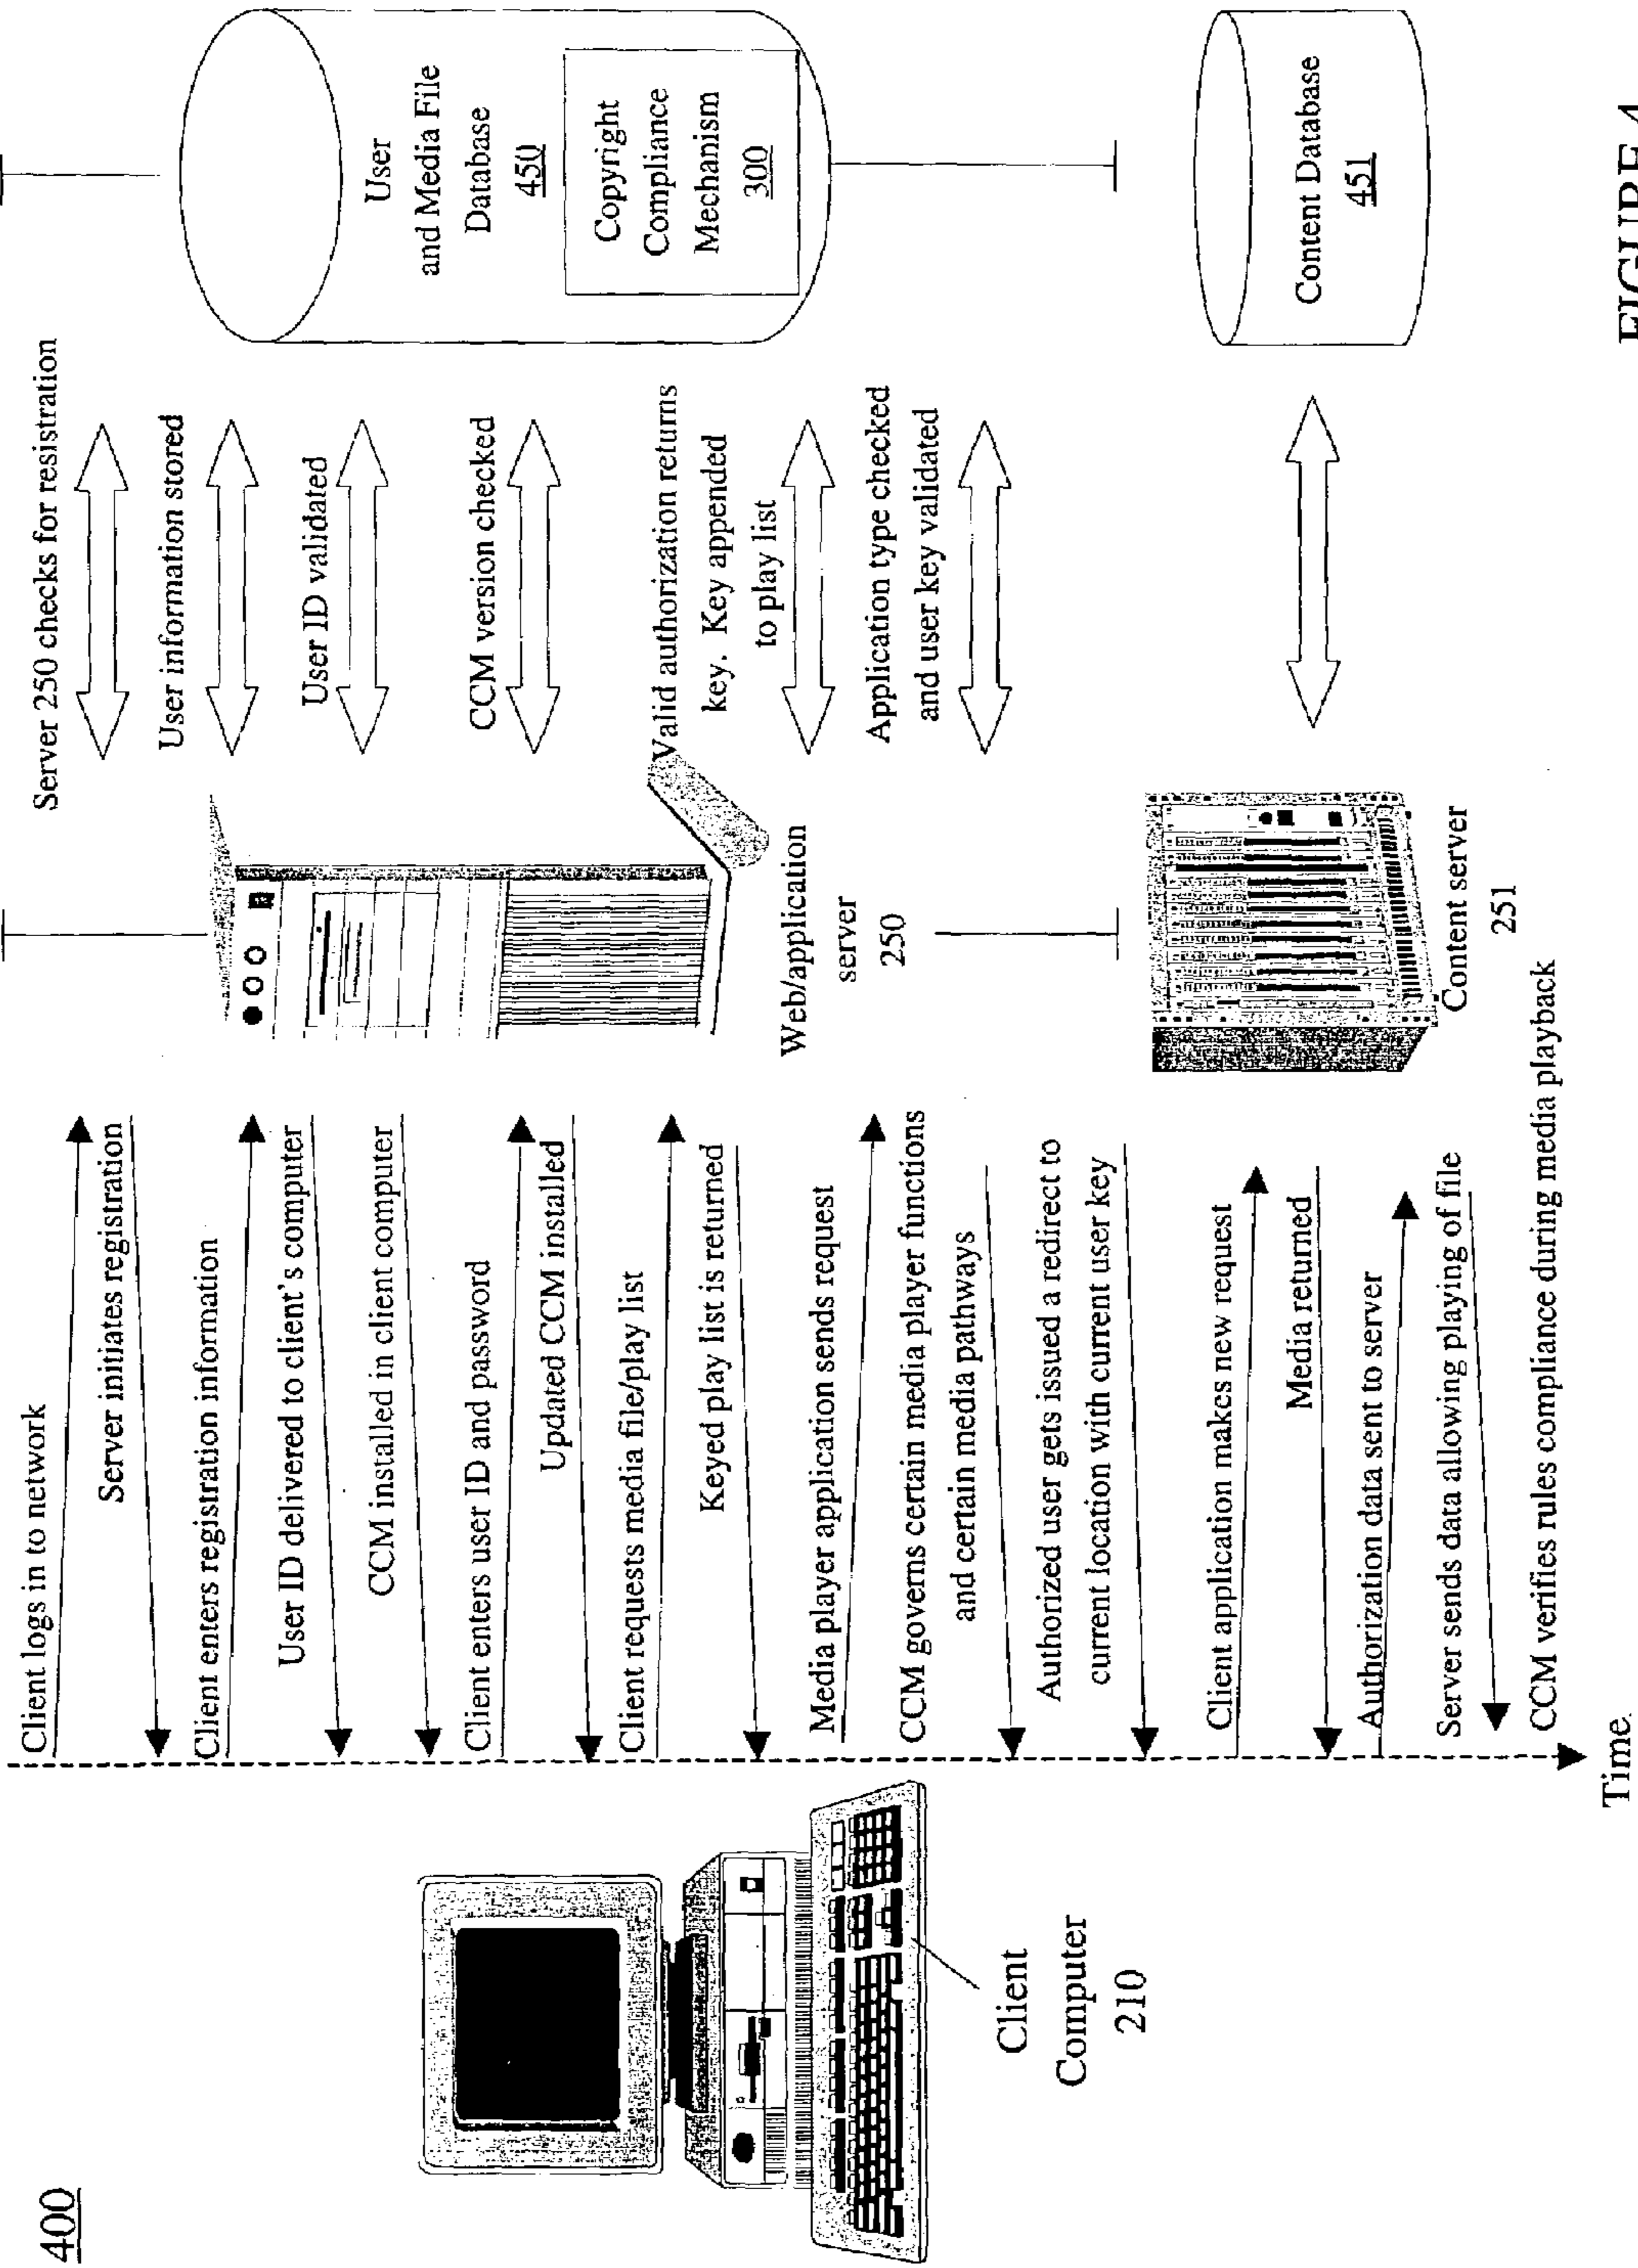 400
Client logs in to network
Server initiates registration
Client enters registration information
User ID delivered to client's computer
CCM installed in client computer
Client enters user ID and password
Updated CCM installed
Client requests media file/play list
Keyed play list is returned
Media player application sends request
CCM governs certain media player functions
and certain media pathways
Authorized user gets issued a redirect to
current location with current user key
Client application makes new request
Media returned
Authorization data sent to server
Server sends data allowing playing of file
CCM verifies rules compliance during media playback
Time.
Client
Computer
210
Web/application
server
250
Content server
251
Server 250 checks for resistration
User information stored
User ID validated
CCM version checked
Valid authorization returns
key. Key appended
to play list
Application type checked
and user key validated
User
and Media File
Database
450
Copyright
Compliance
Mechanism
300
Content Database
451
FIGURE 4